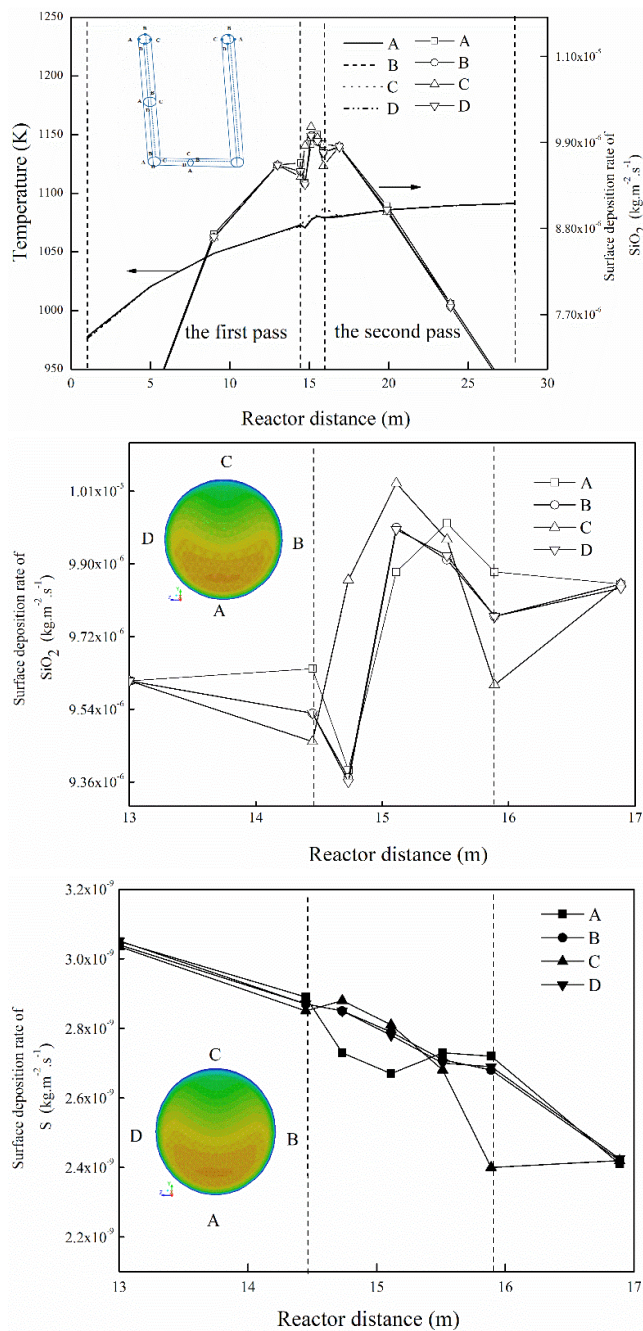 1250
1200
1150
1100
1050
1000
950
Temperature (K)
B
A C
D
B
A C
D
B
A C
D
C
D B
A
A
B
C
D
A
B
C
D
1.10x10⁻⁵
9.90x10⁻⁶
8.80x10⁻⁶
7.70x10⁻⁶
Surface deposition rate of
SiO₂ (kg.m⁻².s⁻¹)
the first pass
the second pass
0 5 10 15 20 25 30
Reactor distance (m)
1.01x10⁻⁵
9.90x10⁻⁶
9.72x10⁻⁶
9.54x10⁻⁶
9.36x10⁻⁶
Surface deposition rate of
SiO₂ (kg.m⁻².s⁻¹)
C
D B
A
A
B
C
D
13 14 15 16 17
Reactor distance (m)
3.2x10⁻⁹
3.0x10⁻⁹
2.8x10⁻⁹
2.6x10⁻⁹
2.4x10⁻⁹
2.2x10⁻⁹
Surface deposition rate of
S (kg.m⁻².s⁻¹)
A
B
C
D
C
D B
A
13 14 15 16 17
Reactor distance (m)